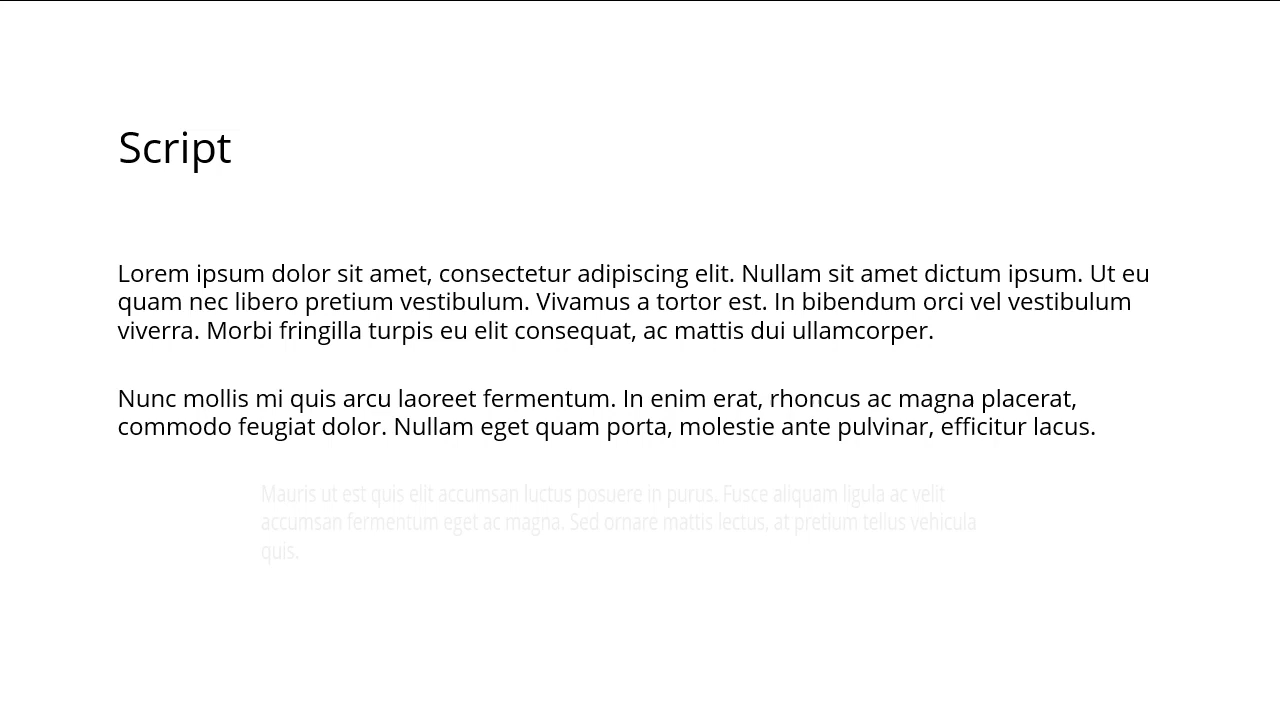 Script
Lorem ipsum dolor sit amet, consectetur adipiscing elit. Nullam sit amet dictum ipsum. Ut eu
quam nec libero pretium vestibulum. Vivamus a tortor est. In bibendum orci vel vestibulum
viverra. Morbi fringilla turpis eu elit consequat, ac mattis dui ullamcorper.
Nunc mollis mi quis arcu laoreet fermentum. In enim erat, rhoncus ac magna placerat,
commodo feugiat dolor. Nullam eget quam porta, molestie ante pulvinar, efficitur lacus.
Mauris ut est quis elit accumsan luctus posuere in purus. Fusce aliquam ligula ac velit
accumsan fermentum eget ac magna. Sed ornare mattis lectus, at pretium tellus vehicula
quis.